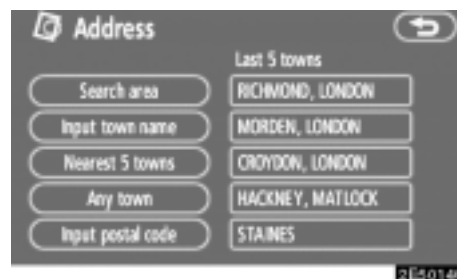 Address
Last 5 towns
Search area
RICHMOND, LONDON
Input town name
MORDEN, LONDON
Nearest 5 towns
CROYDON, LONDON
Any town
HACKNEY, MATLOCK
Input postal code
STAINES
2E5014G